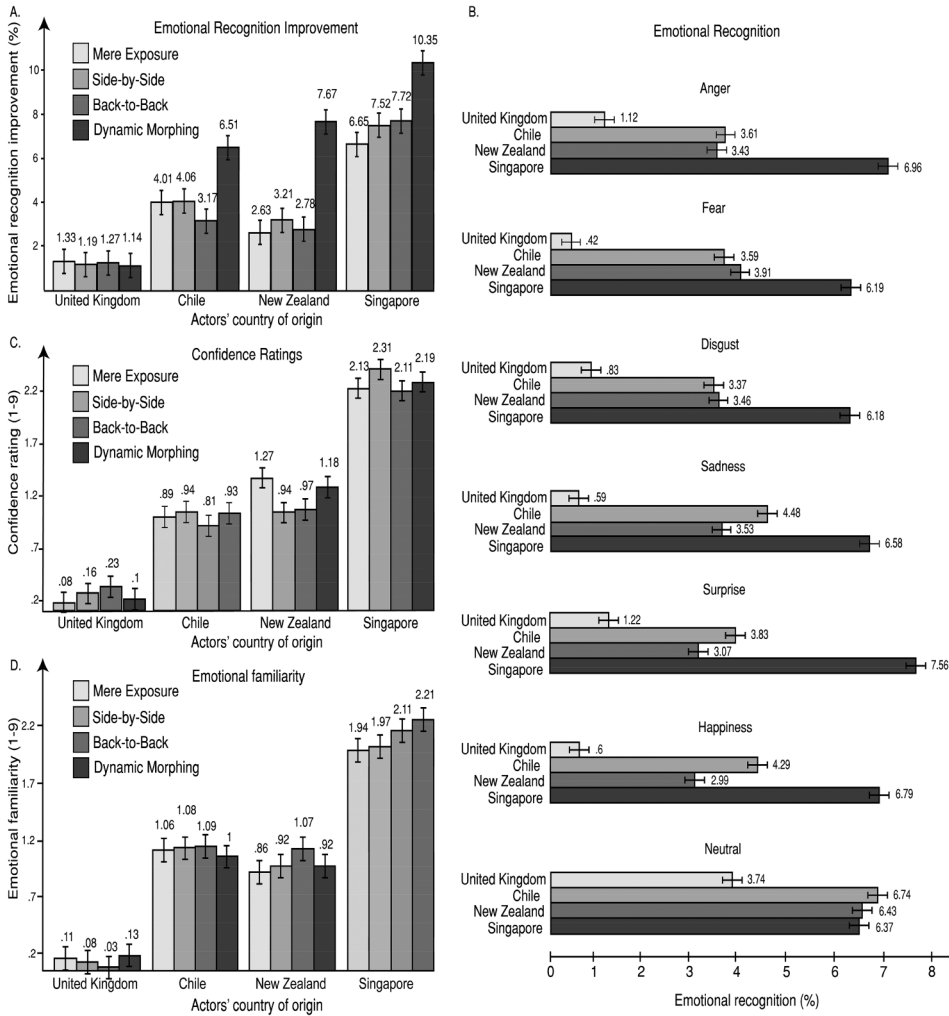 A.
Emotional Recognition Improvement
Emotional recognition improvement (%)
Mere Exposure
Side-by-Side
Back-to-Back
Dynamic Morphing
10
8
6
4
2
1.33 1.19 1.27 1.14
4.01 4.06 3.17 6.51
2.63 3.21 2.78 7.67
6.65 7.52 7.72 10.35
United Kingdom Chile New Zealand Singapore
Actors' country of origin
C.
Confidence Ratings
Confidence rating (1-9)
Mere Exposure
Side-by-Side
Back-to-Back
Dynamic Morphing
2.2
1.7
1.2
.7
.2
.08 .16 .23 .1
.89 .94 .81 .93
1.27 .94 .97 1.18
2.13 2.31 2.11 2.19
United Kingdom Chile New Zealand Singapore
Actors' country of origin
D.
Emotional familiarity
Emotional familiarity (1-9)
Mere Exposure
Side-by-Side
Back-to-Back
Dynamic Morphing
2.2
1.7
1.2
.7
.2
.11 .08 .03 .13
1.06 1.08 1.09 1
.86 .92 1.07 .92
1.94 1.97 2.11 2.21
United Kingdom Chile New Zealand Singapore
Actors' country of origin
B.
Emotional Recognition
Anger
United Kingdom 1.12
Chile 3.61
New Zealand 3.43
Singapore 6.96
Fear
United Kingdom .42
Chile 3.59
New Zealand 3.91
Singapore 6.19
Disgust
United Kingdom .83
Chile 3.37
New Zealand 3.46
Singapore 6.18
Sadness
United Kingdom .59
Chile 4.48
New Zealand 3.53
Singapore 6.58
Surprise
United Kingdom 1.22
Chile 3.83
New Zealand 3.07
Singapore 7.56
Happiness
United Kingdom .6
Chile 4.29
New Zealand 2.99
Singapore 6.79
Neutral
United Kingdom 3.74
Chile 6.74
New Zealand 6.43
Singapore 6.37
0 1 2 3 4 5 6 7 8
Emotional recognition (%)